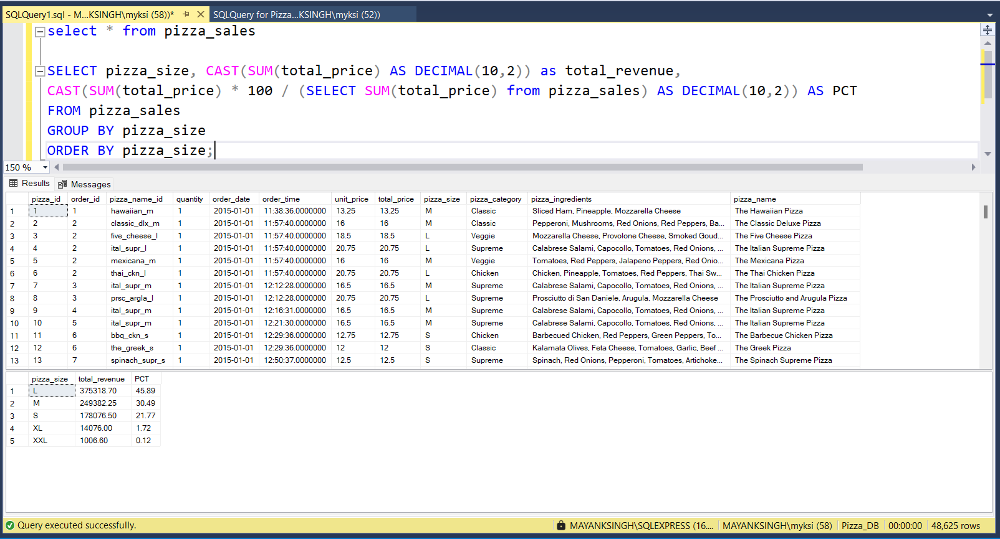 SQLQuery1.sql - M...KSINGH\myksi (58))* SQLQuery for Pizza...KSINGH\myksi (52))
select * from pizza_sales
SELECT pizza_size, CAST(SUM(total_price) AS DECIMAL(10,2)) as total_revenue,
CAST(SUM(total_price) * 100 / (SELECT SUM(total_price) from pizza_sales) AS DECIMAL(10,2)) AS PCT
FROM pizza_sales
GROUP BY pizza_size
ORDER BY pizza_size;
150 %
Results Messages
pizza_id order_id pizza_name_id quantity order_date order_time unit_price total_price pizza_size pizza_category pizza_ingredients pizza_name
1 1 1 hawaiian_m 1 2015-01-01 11:38:36.0000000 13.25 13.25 M Classic Sliced Ham, Pineapple, Mozzarella Cheese The Hawaiian Pizza
2 2 2 classic_dlx_m 1 2015-01-01 11:57:40.0000000 16 16 M Classic Pepperoni, Mushrooms, Red Onions, Red Peppers, Ba... The Classic Deluxe Pizza
3 3 2 five_cheese_l 1 2015-01-01 11:57:40.0000000 18.5 18.5 L Veggie Mozzarella Cheese, Provolone Cheese, Smoked Goud... The Five Cheese Pizza
4 4 2 ital_supr_l 1 2015-01-01 11:57:40.0000000 20.75 20.75 L Supreme Calabrese Salami, Capocollo, Tomatoes, Red Onions, ... The Italian Supreme Pizza
5 5 2 mexicana_m 1 2015-01-01 11:57:40.0000000 16 16 M Veggie Tomatoes, Red Peppers, Jalapeno Peppers, Red Onio... The Mexicana Pizza
6 6 2 thai_ckn_l 1 2015-01-01 11:57:40.0000000 20.75 20.75 L Chicken Chicken, Pineapple, Tomatoes, Red Peppers, Thai Sw... The Thai Chicken Pizza
7 7 3 ital_supr_m 1 2015-01-01 12:12:28.0000000 16.5 16.5 M Supreme Calabrese Salami, Capocollo, Tomatoes, Red Onions, ... The Italian Supreme Pizza
8 8 3 prsc_argla_l 1 2015-01-01 12:12:28.0000000 20.75 20.75 L Supreme Prosciutto di San Daniele, Arugula, Mozzarella Cheese The Prosciutto and Arugula Pizza
9 9 4 ital_supr_m 1 2015-01-01 12:16:31.0000000 16.5 16.5 M Supreme Calabrese Salami, Capocollo, Tomatoes, Red Onions, ... The Italian Supreme Pizza
10 10 5 ital_supr_m 1 2015-01-01 12:21:30.0000000 16.5 16.5 M Supreme Calabrese Salami, Capocollo, Tomatoes, Red Onions, ... The Italian Supreme Pizza
11 11 6 bbq_ckn_s 1 2015-01-01 12:29:36.0000000 12.75 12.75 S Chicken Barbecued Chicken, Red Peppers, Green Peppers, To... The Barbecue Chicken Pizza
12 12 6 the_greek_s 1 2015-01-01 12:29:36.0000000 12 12 S Classic Kalamata Olives, Feta Cheese, Tomatoes, Garlic, Beef ... The Greek Pizza
13 13 7 spinach_supr_s 1 2015-01-01 12:50:37.0000000 12.5 12.5 S Supreme Spinach, Red Onions, Pepperoni, Tomatoes, Artichoke... The Spinach Supreme Pizza
pizza_size total_revenue PCT
1 L 375318.70 45.89
2 M 249382.25 30.49
3 S 178076.50 21.77
4 XL 14076.00 1.72
5 XXL 1006.60 0.12
Query executed successfully. MAYANKSINGH\SQLEXPRESS (16.... MAYANKSINGH\myksi (58) Pizza_DB 00:00:00 48,625 rows